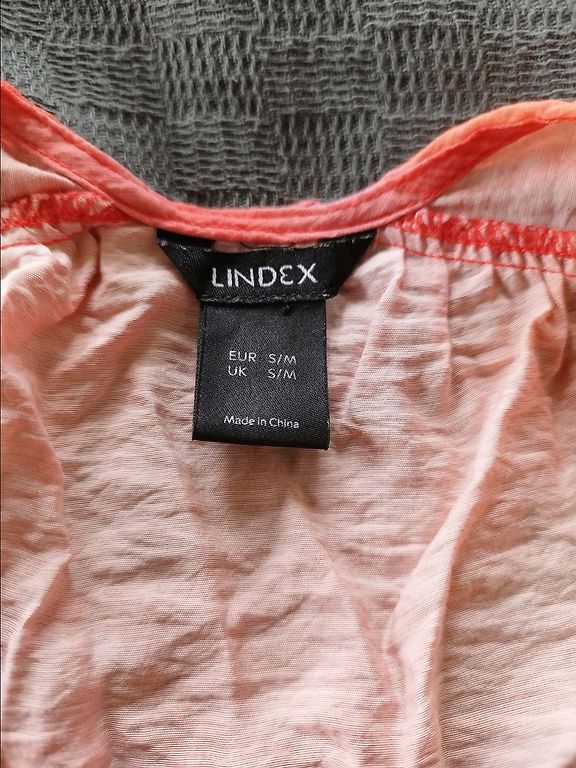 LINDEX
EUR S/M
UK S/M
Made in China